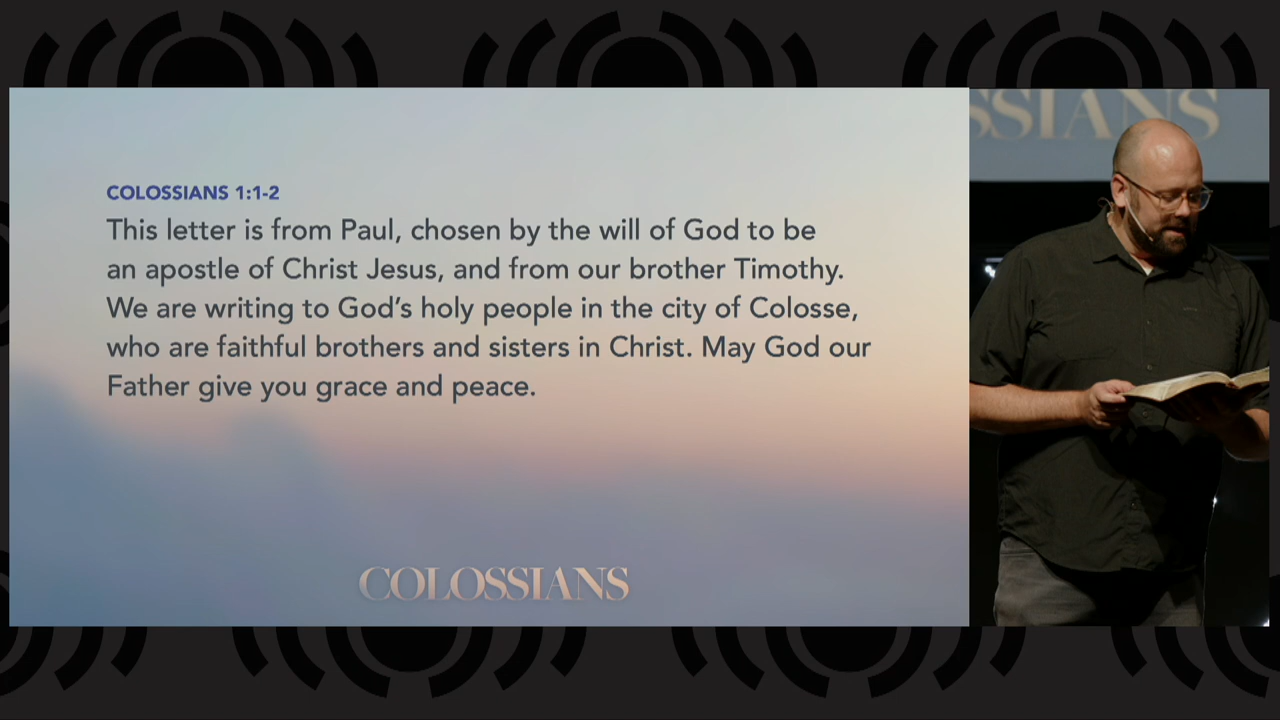 COLOSSIANS 1:1-2
This letter is from Paul, chosen by the will of God to be
an apostle of Christ Jesus, and from our brother Timothy.
We are writing to God’s holy people in the city of Colosse,
who are faithful brothers and sisters in Christ. May God our
Father give you grace and peace.
COLOSSIANS
SSIANS